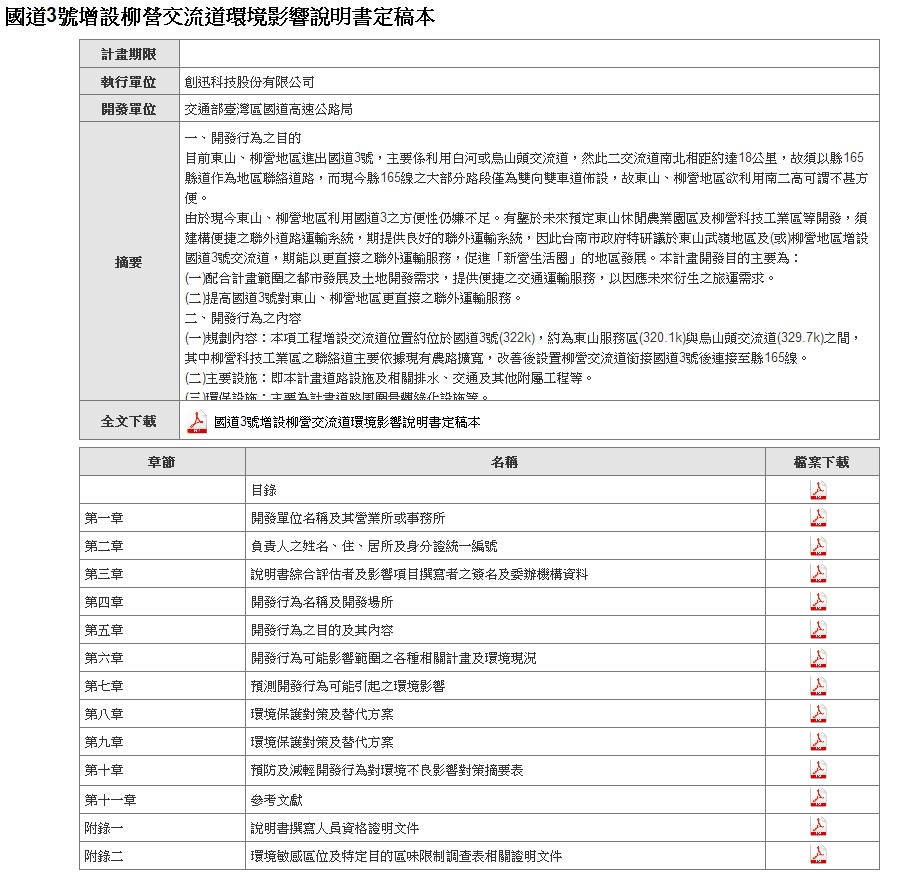 國道3號增設柳營交流道環境影響說明書定稿本
計畫期限
執行單位 創迅科技股份有限公司
開發單位 交通部臺灣區國道高速公路局
摘要
一、開發行為之目的
目前東山、柳營地區進出國道3號，主要係利用白河或烏山頭交流道，然此二交流道南北相距約達18公里，故須以縣165
縣道作為地區聯絡道路，而現今縣165線之大部分路段僅為雙向雙車道佈設，故東山、柳營地區欲利用南二高可謂不甚方
便。
由於現今東山、柳營地區利用國道3之方便性仍嫌不足。有鑒於未來預定東山休閒農業園區及柳營科技工業區等開發，須
建構便捷之聯外道路運輸系統，期提供良好的聯外運輸系統，因此台南市政府特研議於東山武嶺地區及(或)柳營地區增設
國道3號交流道，期能以更直接之聯外運輸服務，促進「新營生活圈」的地區發展。本計畫開發目的主要為：
(一)配合計畫範圍之都市發展及土地開發需求，提供便捷之交通運輸服務，以因應未來衍生之旅運需求。
(二)提高國道3號對東山、柳營地區更直接之聯外運輸服務。
二、開發行為之內容
(一)規劃內容：本項工程增設交流道位置約位於國道3號(322k)，約為東山服務區(320.1k)與烏山頭交流道(329.7k)之間，
其中柳營科技工業區之聯絡道主要依據現有農路擴寬，改善後設置柳營交流道銜接國道3號後連接至縣165線。
(二)主要設施：即本計畫道路設施及相關排水、交通及其他附屬工程等。
(三)環保設施：主要為計畫道路周圍景觀綠化設施等。
全文下載 國道3號增設柳營交流道環境影響說明書定稿本
章節 名稱 檔案下載
目錄
第一章 開發單位名稱及其營業所或事務所
第二章 負責人之姓名、住、居所及身分證統一編號
第三章 說明書綜合評估者及影響項目撰寫者之簽名及委辦機構資料
第四章 開發行為名稱及開發場所
第五章 開發行為之目的及其內容
第六章 開發行為可能影響範圍之各種相關計畫及環境現況
第七章 預測開發行為可能引起之環境影響
第八章 環境保護對策及替代方案
第九章 環境保護對策及替代方案
第十章 預防及減輕開發行為對環境不良影響對策摘要表
第十一章 參考文獻
附錄一 說明書撰寫人員資格證明文件
附錄二 環境敏感區位及特定目的區味限制調查表相關證明文件